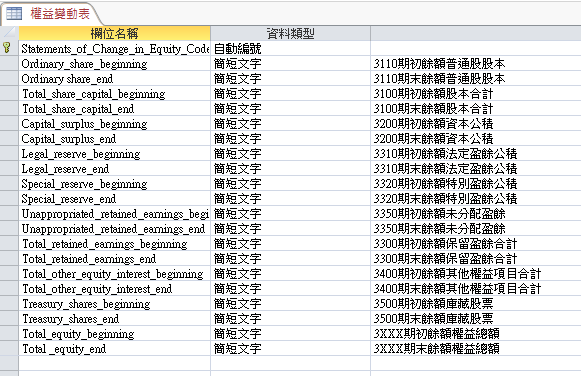 權益變動表
欄位名稱 資料類型
Statements_of_Change_in_Equity_Code 自動編號
Ordinary_share_beginning 簡短文字 3110期初餘額普通股股本
Ordinary share_end 簡短文字 3110期末餘額普通股股本
Total_share_capital_beginning 簡短文字 3100期初餘額股本合計
Total_share_capital_end 簡短文字 3100期末餘額股本合計
Capital_surplus_beginning 簡短文字 3200期初餘額資本公積
Capital_surplus_end 簡短文字 3200期末餘額資本公積
Legal_reserve_beginning 簡短文字 3310期初餘額法定盈餘公積
Legal_reserve_end 簡短文字 3310期末餘額法定盈餘公積
Special_reserve_beginning 簡短文字 3320期初餘額特別盈餘公積
Special_reserve_end 簡短文字 3320期末餘額特別盈餘公積
Unappropriated_retained_earnings_begi 簡短文字 3350期初餘額未分配盈餘
Unappropriated_retained_earnings_end 簡短文字 3350期末餘額未分配盈餘
Total_retained_earnings_beginning 簡短文字 3300期初餘額保留盈餘合計
Total_retained_earnings_end 簡短文字 3300期末餘額保留盈餘合計
Total_other_equity_interest_beginning 簡短文字 3400期初餘額其他權益項目合計
Total_other_equity_interest_end 簡短文字 3400期末餘額其他權益項目合計
Treasury_shares_beginning 簡短文字 3500期初餘額庫藏股票
Treasury_shares_end 簡短文字 3500期末餘額庫藏股票
Total_equity_beginning 簡短文字 3XXX期初餘額權益總額
Total _equity_end 簡短文字 3XXX期末餘額權益總額